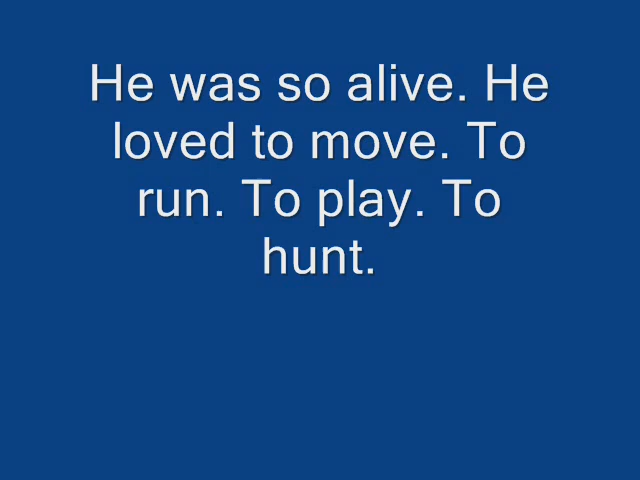 He was so alive. He
loved to move. To
run. To play. To
hunt.